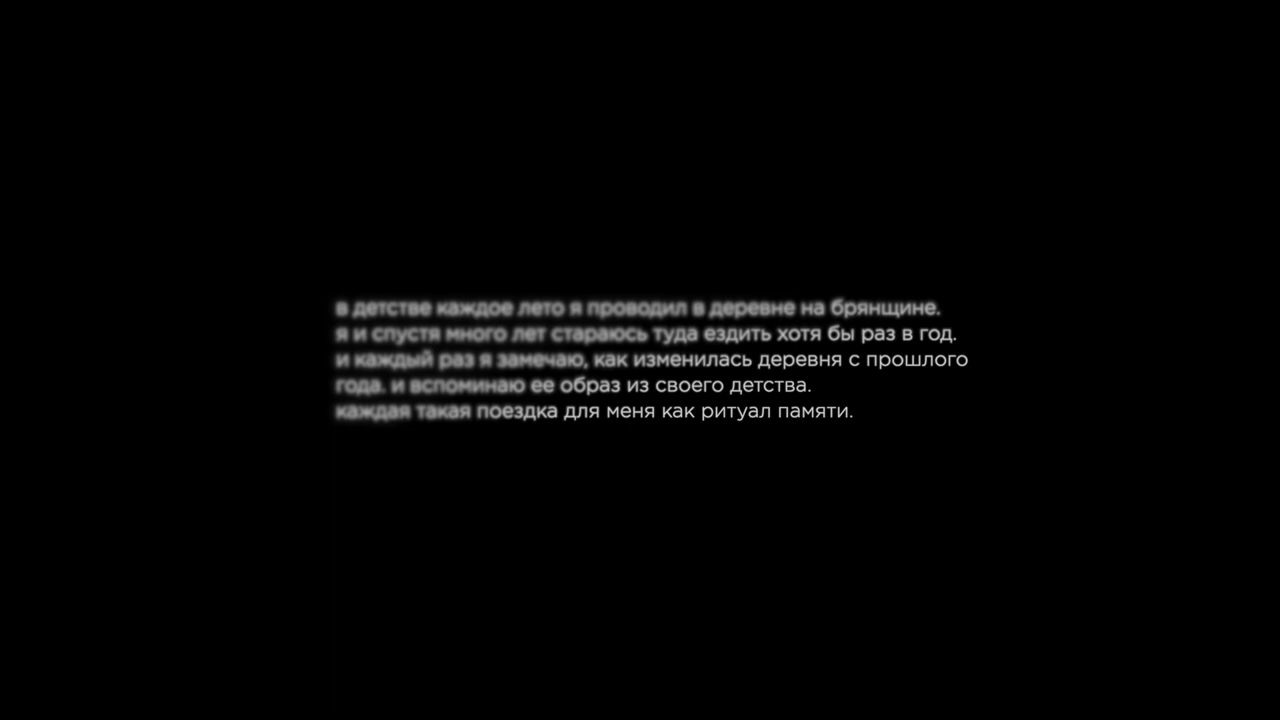 в детстве каждое лето я проводил в деревне на брянщине.
я и спустя много лет стараюсь туда ездить хотя бы раз в год.
и каждый раз я замечаю, как изменилась деревня с прошлого
года. и вспоминаю ее образ из своего детства.
каждая такая поездка для меня как ритуал памяти.